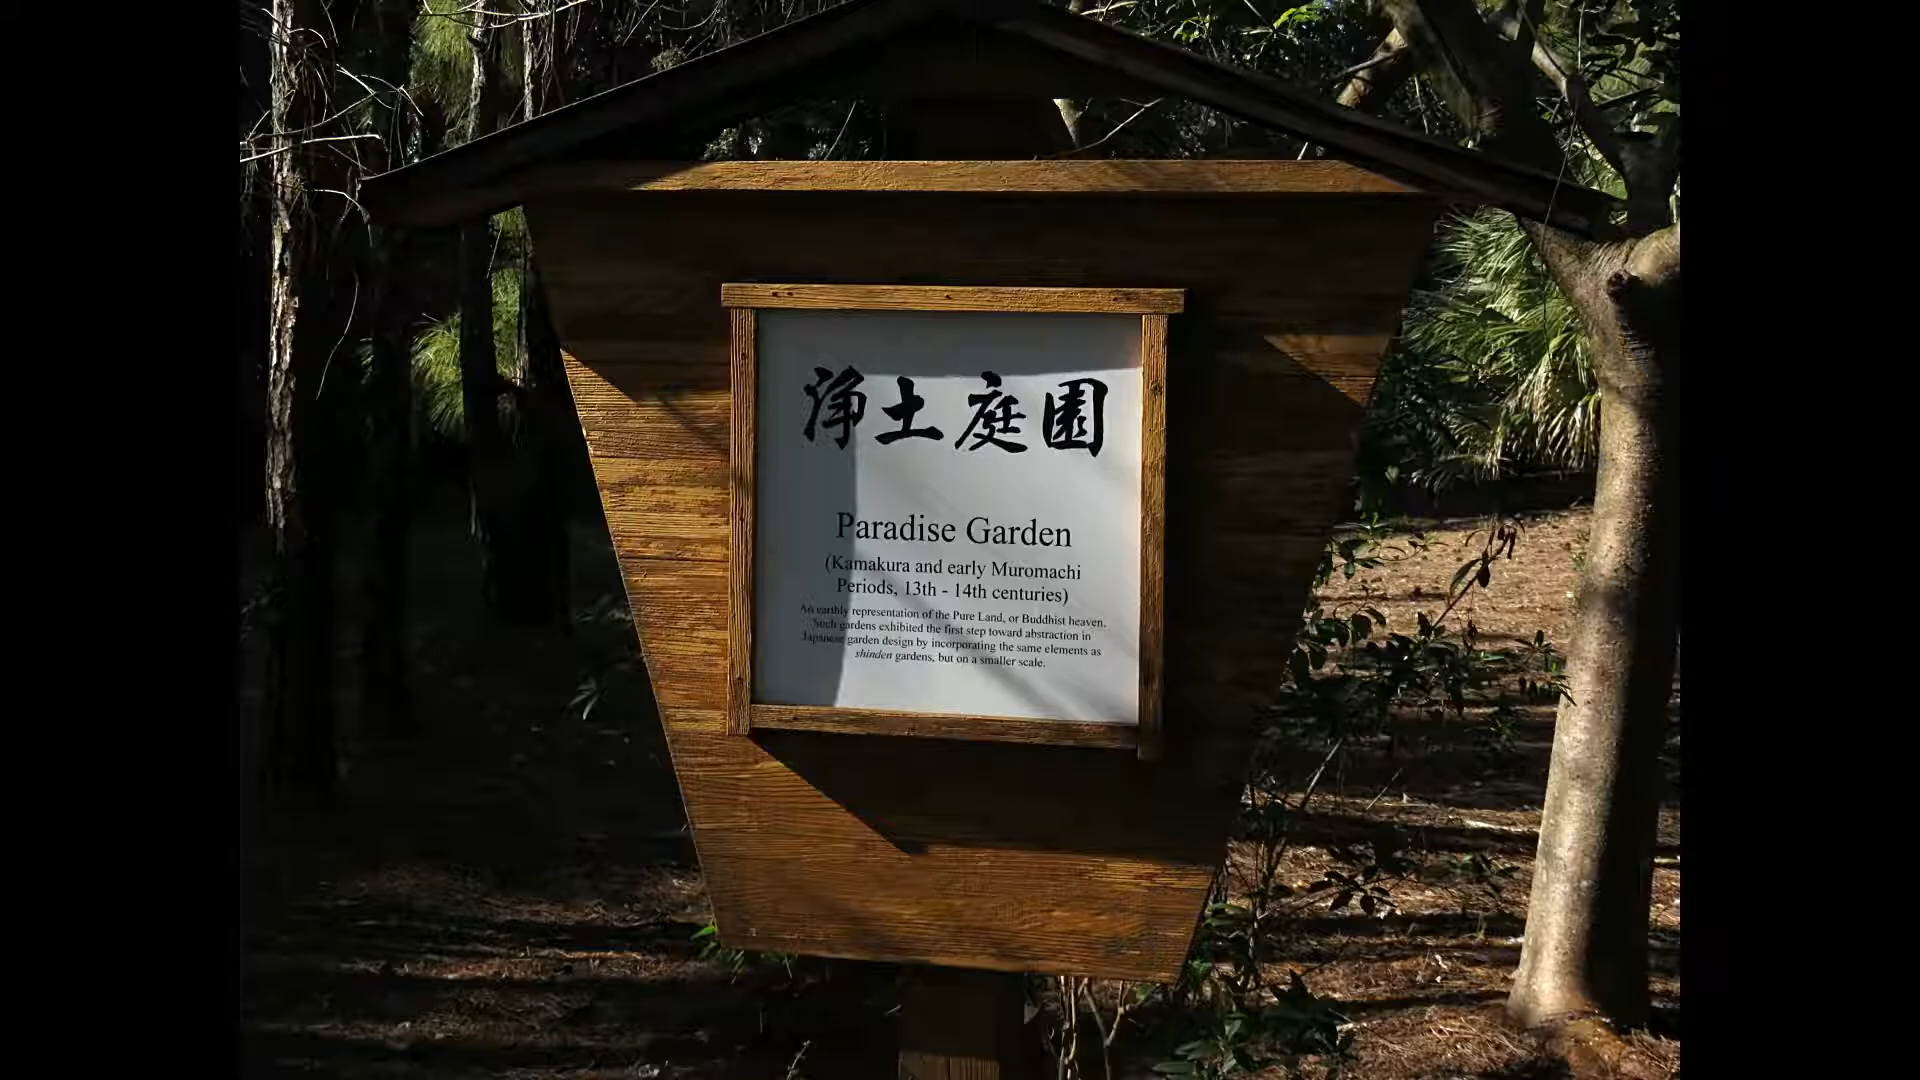 浄土庭園
Paradise Garden
(Kamakura and early Muromachi
Periods, 13th - 14th centuries)
An earthly representation of the Pure Land, or Buddhist heaven.
Such gardens exhibited the first step toward abstraction in
Japanese garden design by incorporating the same elements as
shinden gardens, but on a smaller scale.